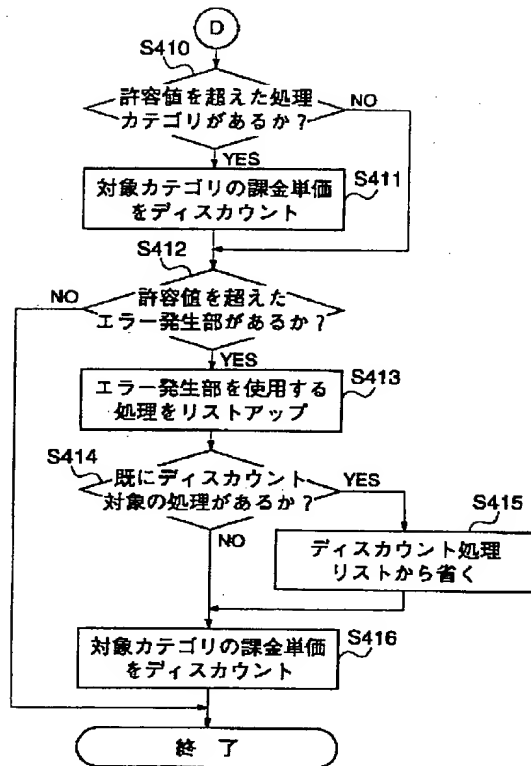 D
S410
許容値を超えた処理
カテゴリがあるか？
NO
YES
対象カテゴリの課金単価
をディスカウント
S411
S412
許容値を超えた
エラー発生部があるか？
NO
YES
エラー発生部を使用する
処理をリストアップ
S413
S414
既にディスカウント
対象の処理があるか？
YES
NO
S415
ディスカウント処理
リストから省く
対象カテゴリの課金単価
をディスカウント
S416
終了